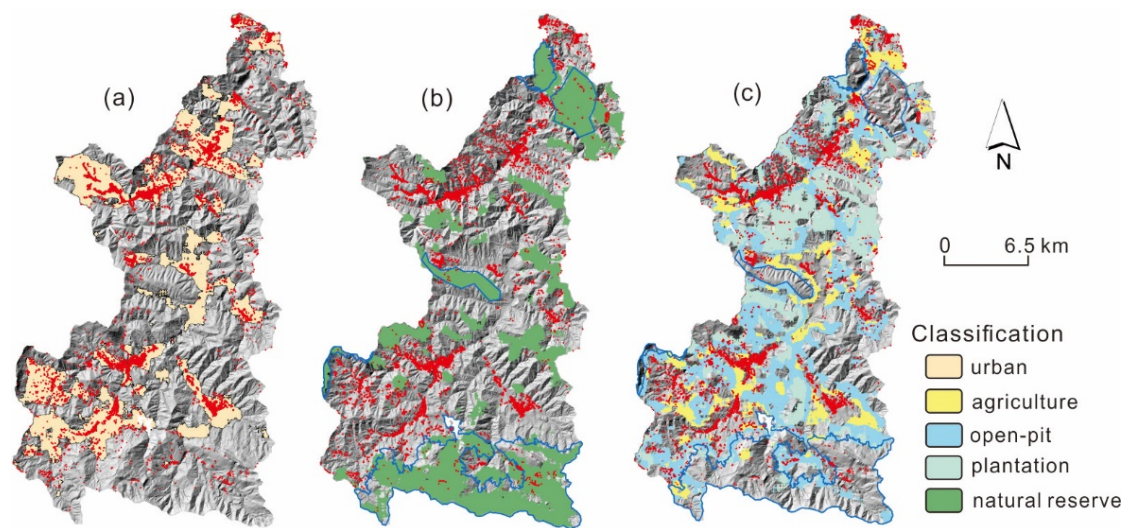 (a)
(b)
(c)
N
0 6.5 km
Classification
urban
agriculture
open-pit
plantation
natural reserve